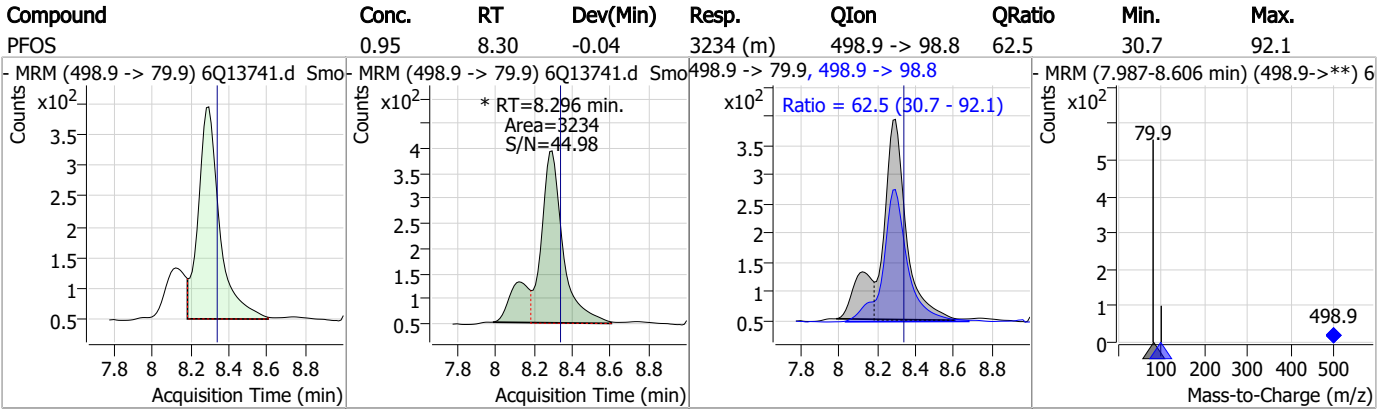 Compound Conc. RT Dev(Min) Resp. QIon QRatio Min. Max.
PFOS 0.95 8.30 -0.04 3234 (m) 498.9 -> 98.8 62.5 30.7 92.1
- MRM (498.9 -> 79.9) 6Q13741.d Smo
Counts
x10²
3.5
3
2.5
2
1.5
1
0.5
7.8 8 8.2 8.4 8.6 8.8
Acquisition Time (min)
- MRM (498.9 -> 79.9) 6Q13741.d Smo
Counts
x10²
* RT=8.296 min.
Area=3234
S/N=44.98
4
3.5
3
2.5
2
1.5
1
0.5
7.8 8 8.2 8.4 8.6 8.8
Acquisition Time (min)
498.9 -> 79.9, 498.9 -> 98.8
Counts
x10²
Ratio = 62.5 (30.7 - 92.1)
3.5
3
2.5
2
1.5
1
0.5
7.8 8 8.2 8.4 8.6 8.8
Acquisition Time (min)
- MRM (7.987-8.606 min) (498.9->**) 6
Counts
x10²
79.9
5
4
3
2
1
0
498.9
100 200 300 400 500
Mass-to-Charge (m/z)